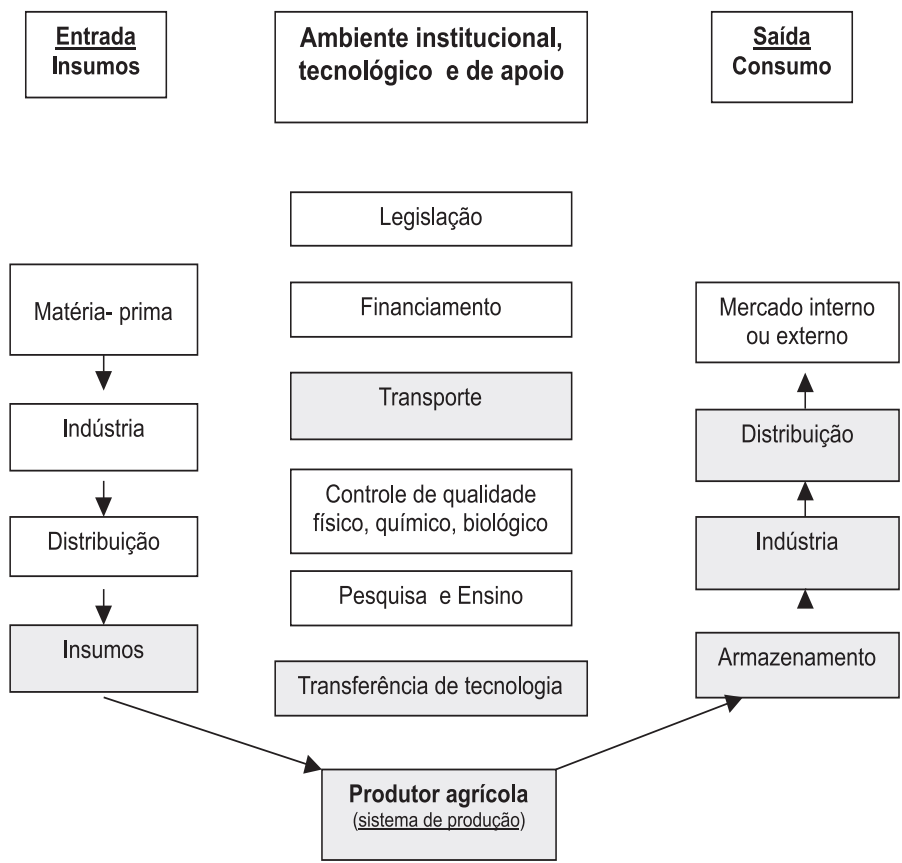 Entrada
Insumos
Ambiente institucional,
tecnológico e de apoio
Saída
Consumo
Matéria- prima
Indústria
Distribuição
Insumos
Legislação
Financiamento
Transporte
Controle de qualidade
físico, químico, biológico
Pesquisa e Ensino
Transferência de tecnologia
Mercado interno
ou externo
Distribuição
Indústria
Armazenamento
Produtor agrícola
(sistema de produção)